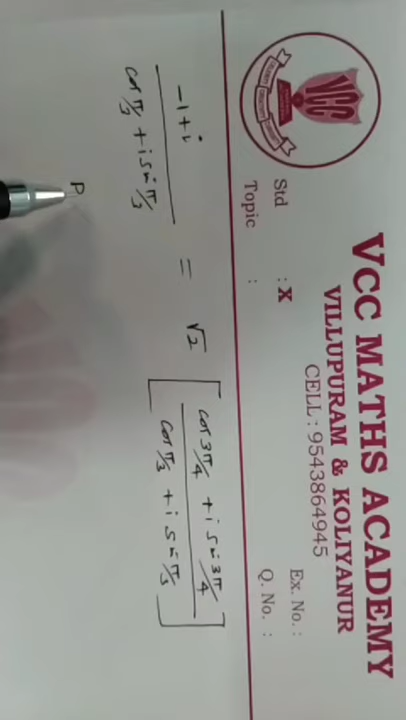 VCC MATHS ACADEMY
VILLUPURAM & KOLIYANUR
CELL : 9543864945
VCC
Std : X
Ex. No. :
Topic :
Q. No. :
-1+i / cos π/3 + i sin π/3 = √2 [ cos 3π/4 + i sin 3π/4 / cos π/3 + i sin π/3 ]
P